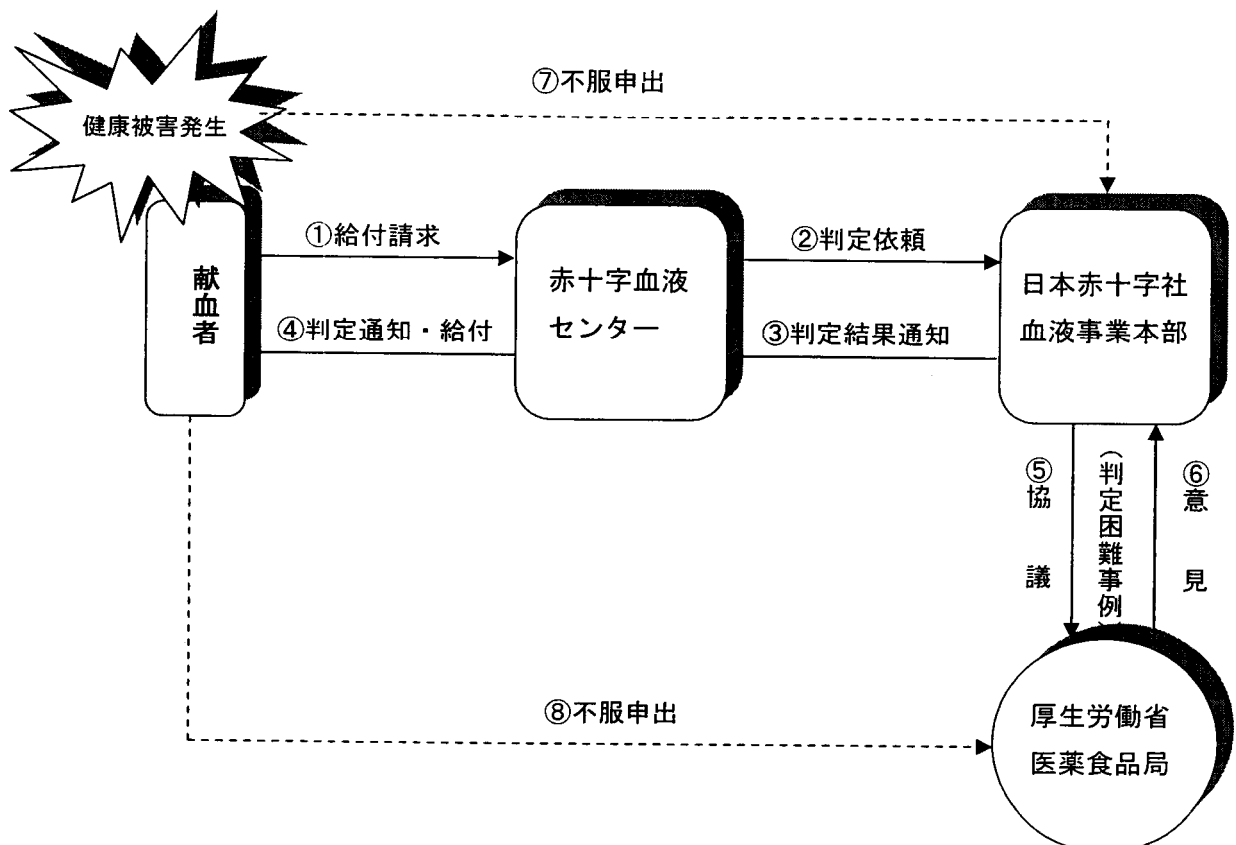 ⑦不服申出
健康被害発生
①給付請求
②判定依頼
献血者
赤十字血液
センター
日本赤十字社
血液事業本部
④判定通知・給付
③判定結果通知
⑤協議
(判定困難事例)
⑥意見
⑧不服申出
厚生労働省
医薬食品局